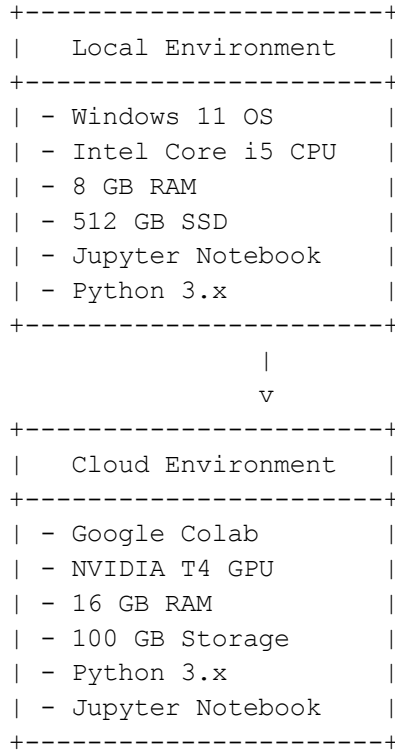 +-----------------------+
|   Local Environment   |
+-----------------------+
| - Windows 11 OS       |
| - Intel Core i5 CPU   |
| - 8 GB RAM            |
| - 512 GB SSD          |
| - Jupyter Notebook    |
| - Python 3.x          |
+-----------------------+
               |
               v
+-----------------------+
|   Cloud Environment   |
+-----------------------+
| - Google Colab        |
| - NVIDIA T4 GPU       |
| - 16 GB RAM           |
| - 100 GB Storage      |
| - Python 3.x          |
| - Jupyter Notebook    |
+-----------------------+